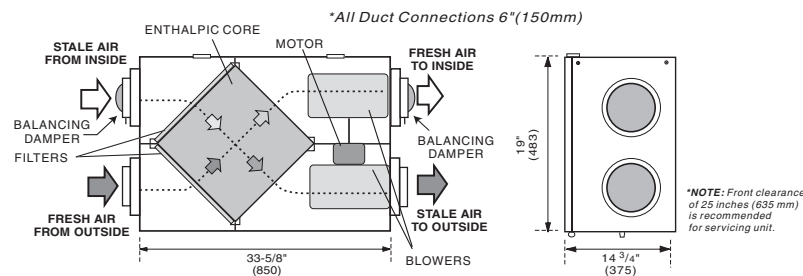 *All Duct Connections 6"(150mm)
ENTHALPIC CORE
MOTOR
STALE AIR
FROM INSIDE
FRESH AIR
TO INSIDE
BALANCING
DAMPER
FILTERS
BALANCING
DAMPER
FRESH AIR
FROM OUTSIDE
STALE AIR
TO OUTSIDE
BLOWERS
33-5/8"
(850)
19"
(483)
14 3/4"
(375)
*NOTE: Front clearance
of 25 inches (635 mm)
is recommended
for servicing unit.